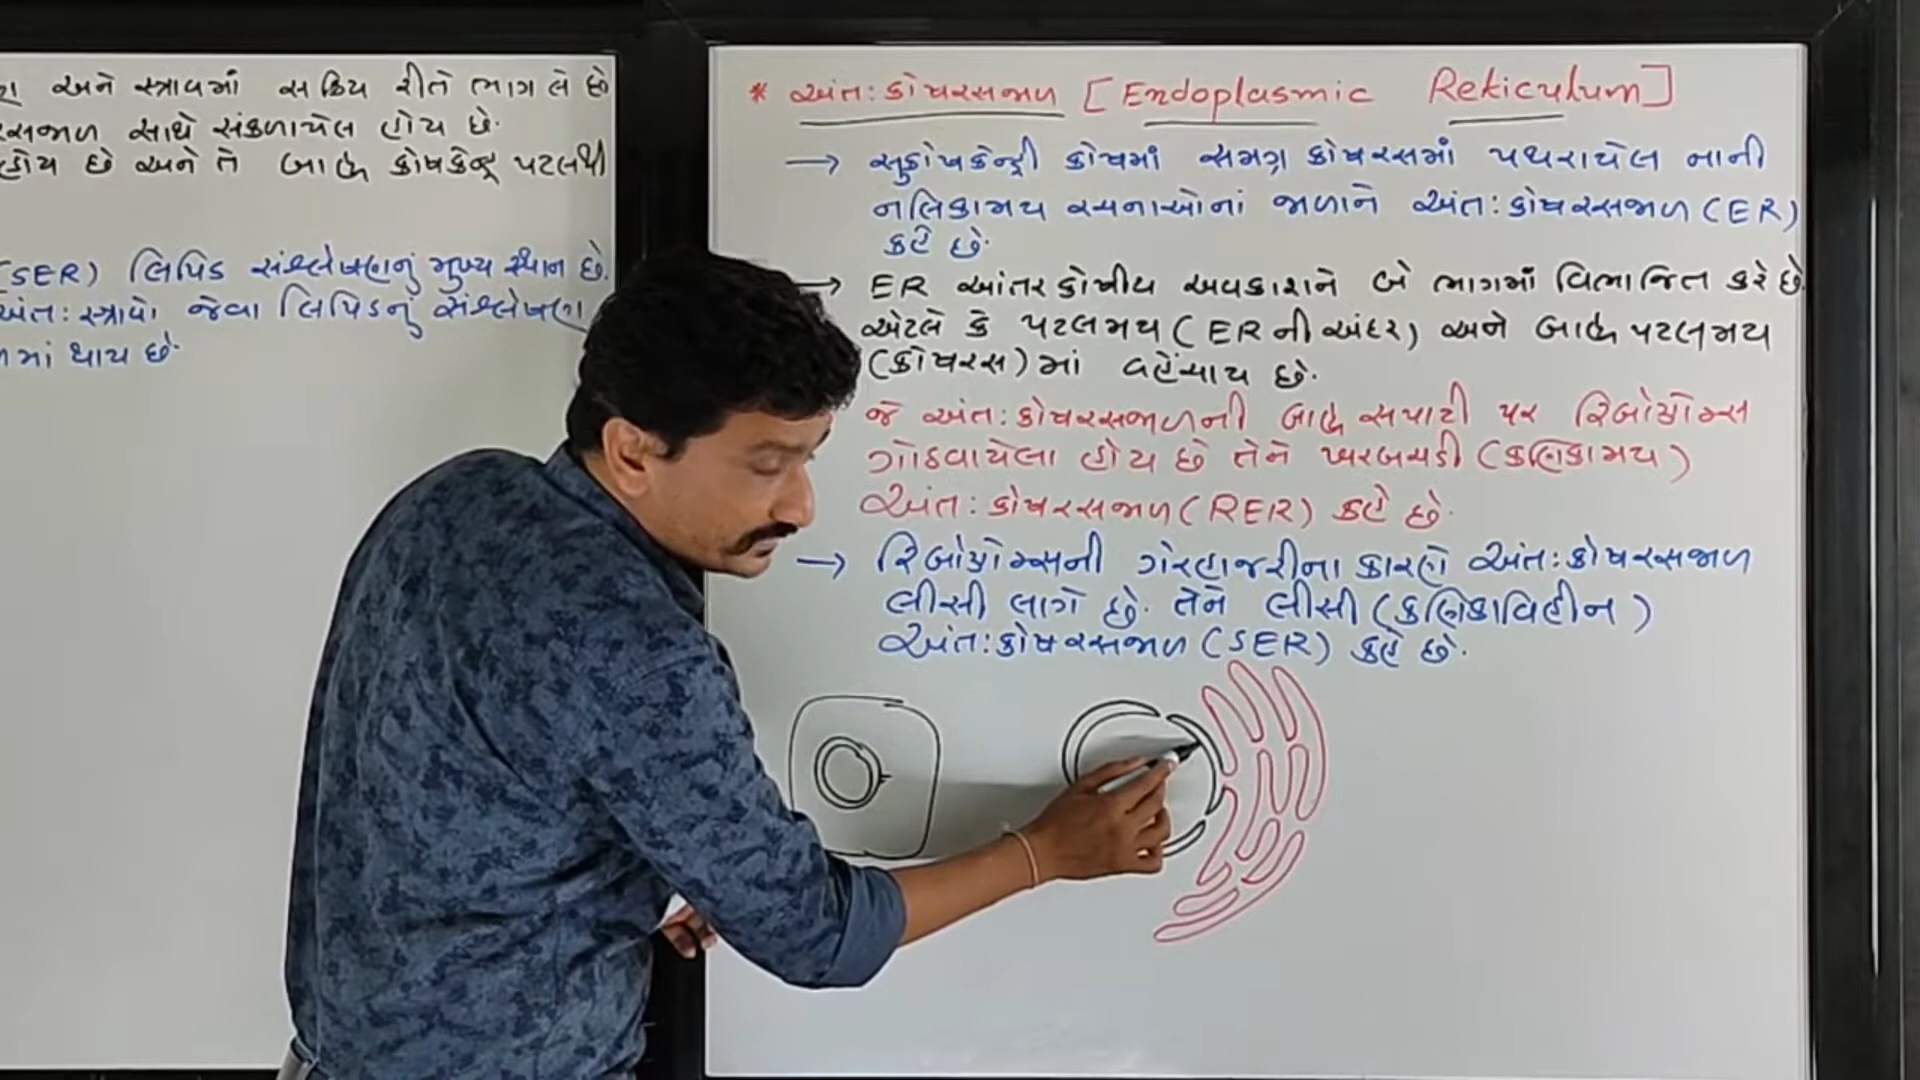 અને સ્ત્રાવમાં સક્રિય રીતે ભાગ લે છે
સાથે સંકળાયેલ હોય છે.
હોય છે અને તે બાહ્ય કોષકેન્દ્ર પટલથી
(SER) લિપિડ સંશ્લેષણનું મુખ્ય સ્થાન છે.
અંત:સ્ત્રાવો જેવા લિપિડનું સંશ્લેષણ
માં થાય છે.
* અંત:કોષરસજાળ [Endoplasmic Reticulum]
→ સુકોષકેન્દ્રી કોષમાં સમગ્ર કોષરસમાં પથરાયેલ નાની
નલિકામય રચનાઓનાં જાળાને અંત:કોષરસજાળ (ER)
કહે છે.
→ ER આંતરકોષીય અવકાશને બે ભાગમાં વિભાજિત કરે છે
એટલે કે પટલમય (ER ની અંદર) અને બાહ્ય પટલમય
(કોષરસ) માં વહેંચાય છે.
જે અંત:કોષરસજાળની બાહ્ય સપાટી પર રિબોઝોમ્સ
ગોઠવાયેલા હોય છે તેને ખરબચડી (કણિકામય)
અંત:કોષરસજાળ (RER) કહે છે.
→ રિબોઝોમ્સની ગેરહાજરીના કારણે અંત:કોષરસજાળ
લીસી લાગે છે. તેને લીસી (કણિકાવિહીન)
અંત:કોષરસજાળ (SER) કહે છે.